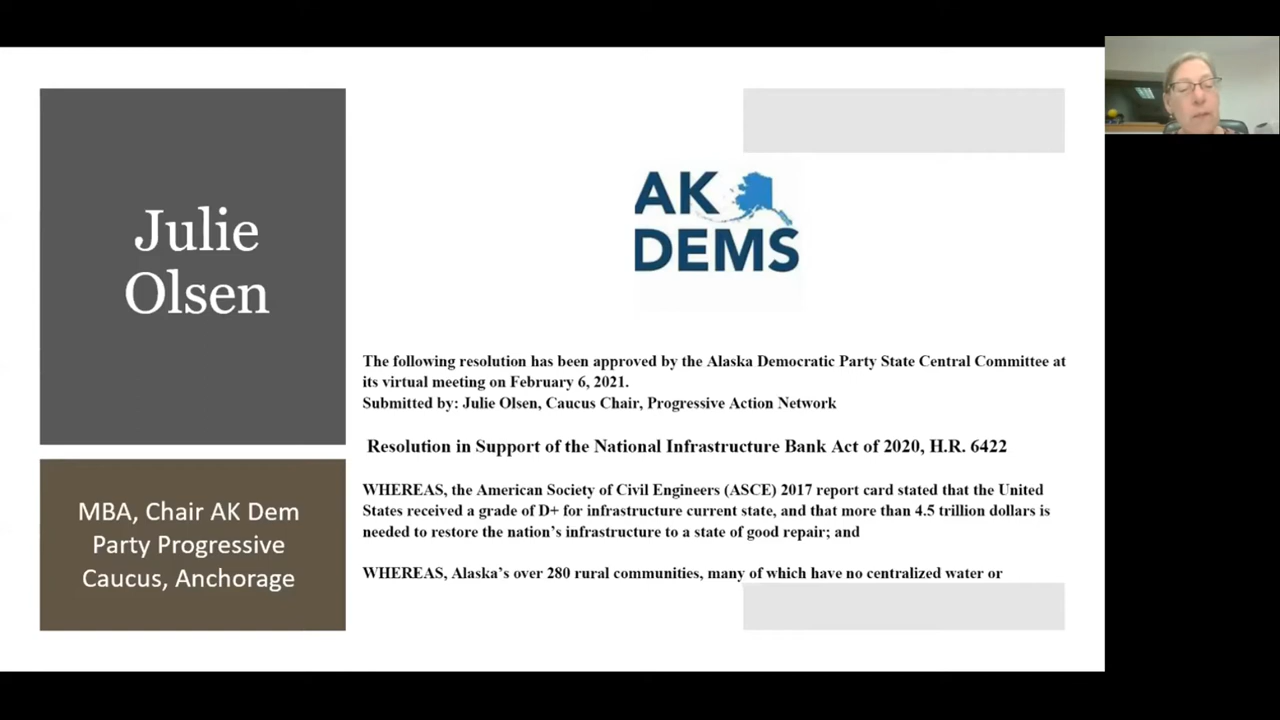 Julie
Olsen
MBA, Chair AK Dem
Party Progressive
Caucus, Anchorage
AK
DEMS
The following resolution has been approved by the Alaska Democratic Party State Central Committee at
its virtual meeting on February 6, 2021.
Submitted by: Julie Olsen, Caucus Chair, Progressive Action Network
Resolution in Support of the National Infrastructure Bank Act of 2020, H.R. 6422
WHEREAS, the American Society of Civil Engineers (ASCE) 2017 report card stated that the United
States received a grade of D+ for infrastructure current state, and that more than 4.5 trillion dollars is
needed to restore the nation’s infrastructure to a state of good repair; and
WHEREAS, Alaska’s over 280 rural communities, many of which have no centralized water or